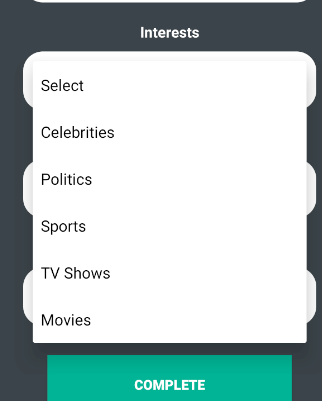 Interests
Select
Celebrities
Politics
Sports
TV Shows
Movies
COMPLETE